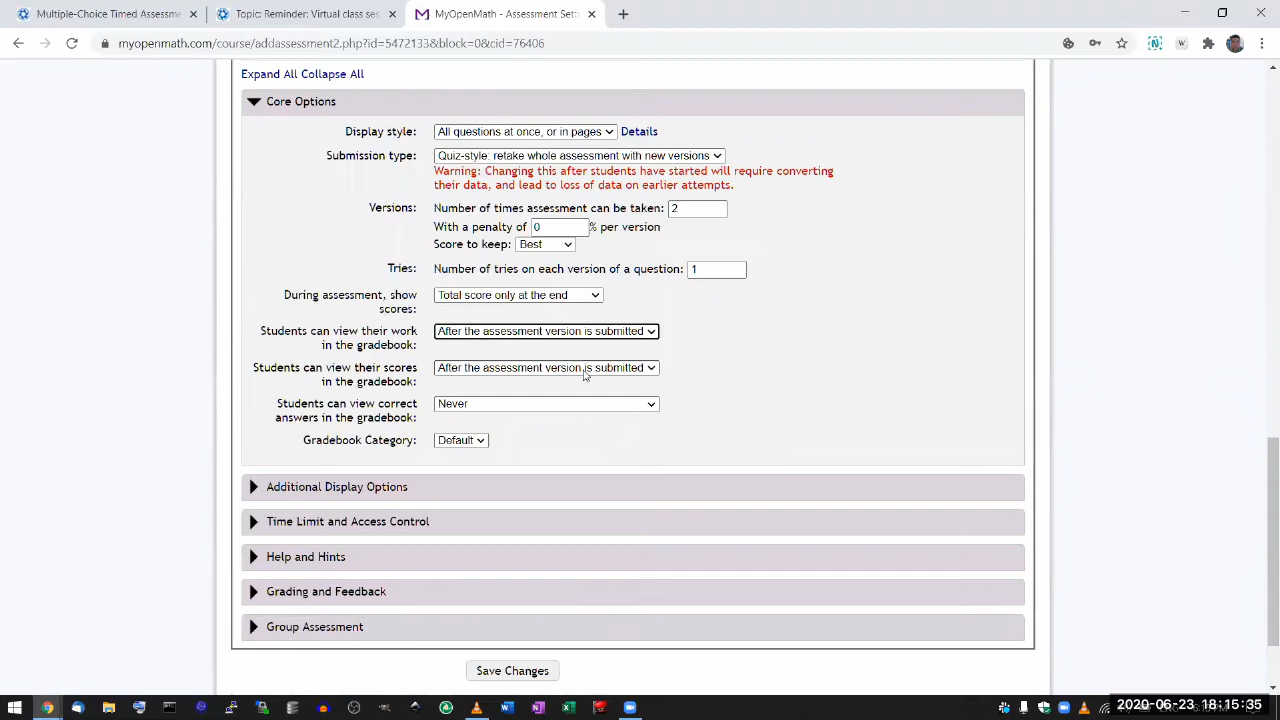 Multiple-Choice Timed Assessme
Topic: Reminder: Virtual class ses
MyOpenMath - Assessment Sett
myopenmath.com/course/addassessment2.php?id=5472133&block=0&cid=76406
Expand All Collapse All
Core Options
Display style: All questions at once, or in pages Details
Submission type: Quiz-style: retake whole assessment with new versions
Warning: Changing this after students have started will require converting
their data, and lead to loss of data on earlier attempts.
Versions: Number of times assessment can be taken: 2
With a penalty of 0 % per version
Score to keep: Best
Tries: Number of tries on each version of a question: 1
During assessment, show
scores: Total score only at the end
Students can view their work
in the gradebook: After the assessment version is submitted
Students can view their scores
in the gradebook: After the assessment version is submitted
Students can view correct
answers in the gradebook: Never
Gradebook Category: Default
Additional Display Options
Time Limit and Access Control
Help and Hints
Grading and Feedback
Group Assessment
Save Changes
2020-06-23 18:15:35